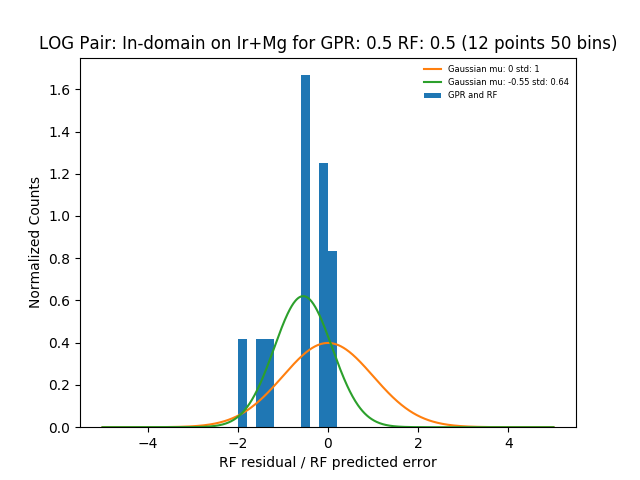 LOG Pair: In-domain on Ir+Mg for GPR: 0.5 RF: 0.5 (12 points 50 bins)
Gaussian mu: 0 std: 1
Gaussian mu: -0.55 std: 0.64
GPR and RF
Normalized Counts
1.6
1.4
1.2
1.0
0.8
0.6
0.4
0.2
0.0
−4 −2 0 2 4
RF residual / RF predicted error